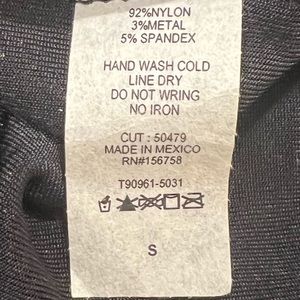 92%NYLON
3%METAL
5% SPANDEX
HAND WASH COLD
LINE DRY
DO NOT WRING
NO IRON
CUT : 50479
MADE IN MEXICO
RN#156758
T90961-5031
S